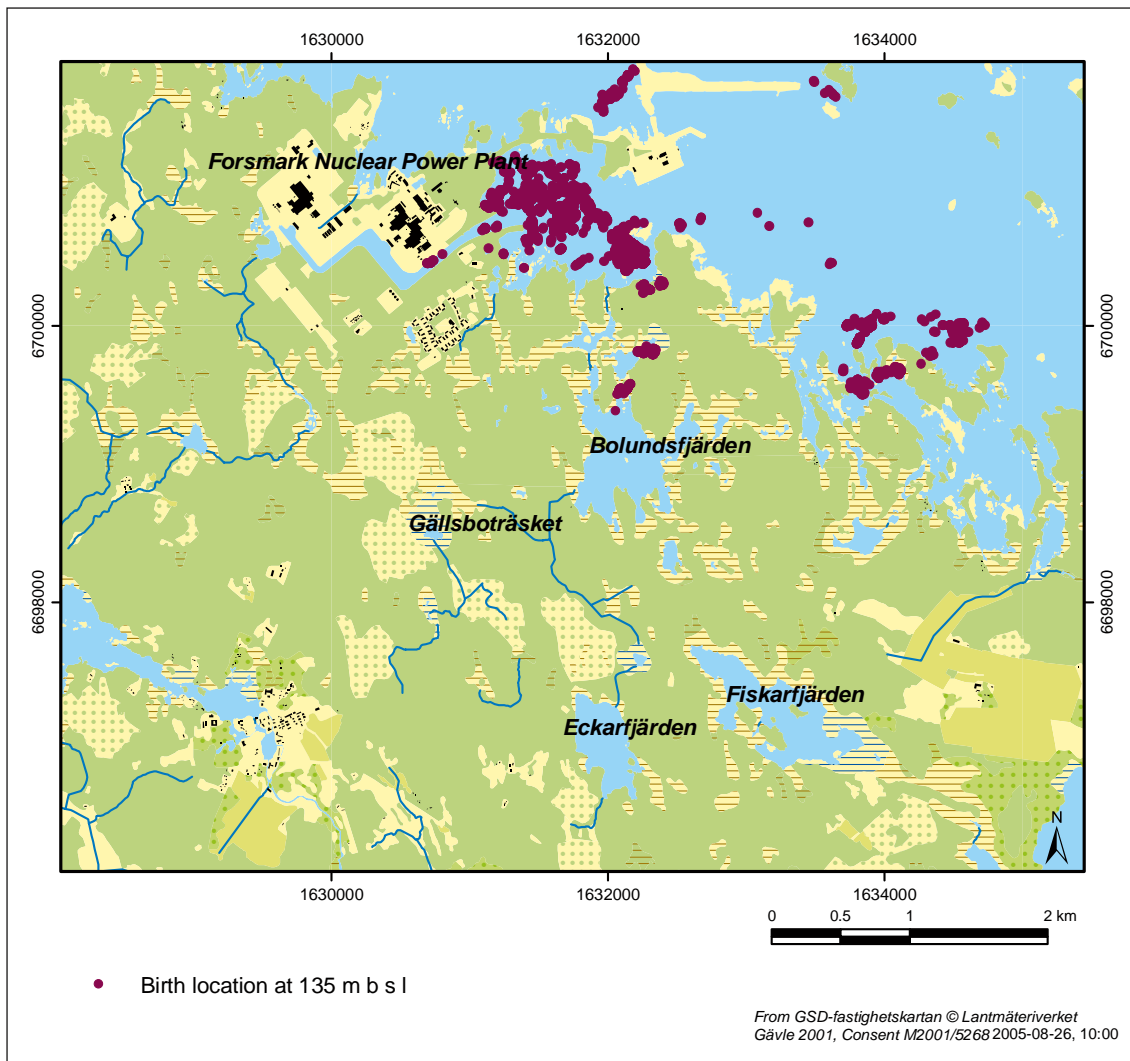 1630000 1632000 1634000
Forsmark Nuclear Power Plant
6700000 6700000
Bolundsfjärden
Gällsboträsket
6698000 6698000
Fiskarfjärden
Eckarfjärden
N
1630000 1632000 1634000
0 0.5 1 2 km
Birth location at 135 m b s l
From GSD-fastighetskartan © Lantmäteriverket
Gävle 2001, Consent M2001/5268 2005-08-26, 10:00